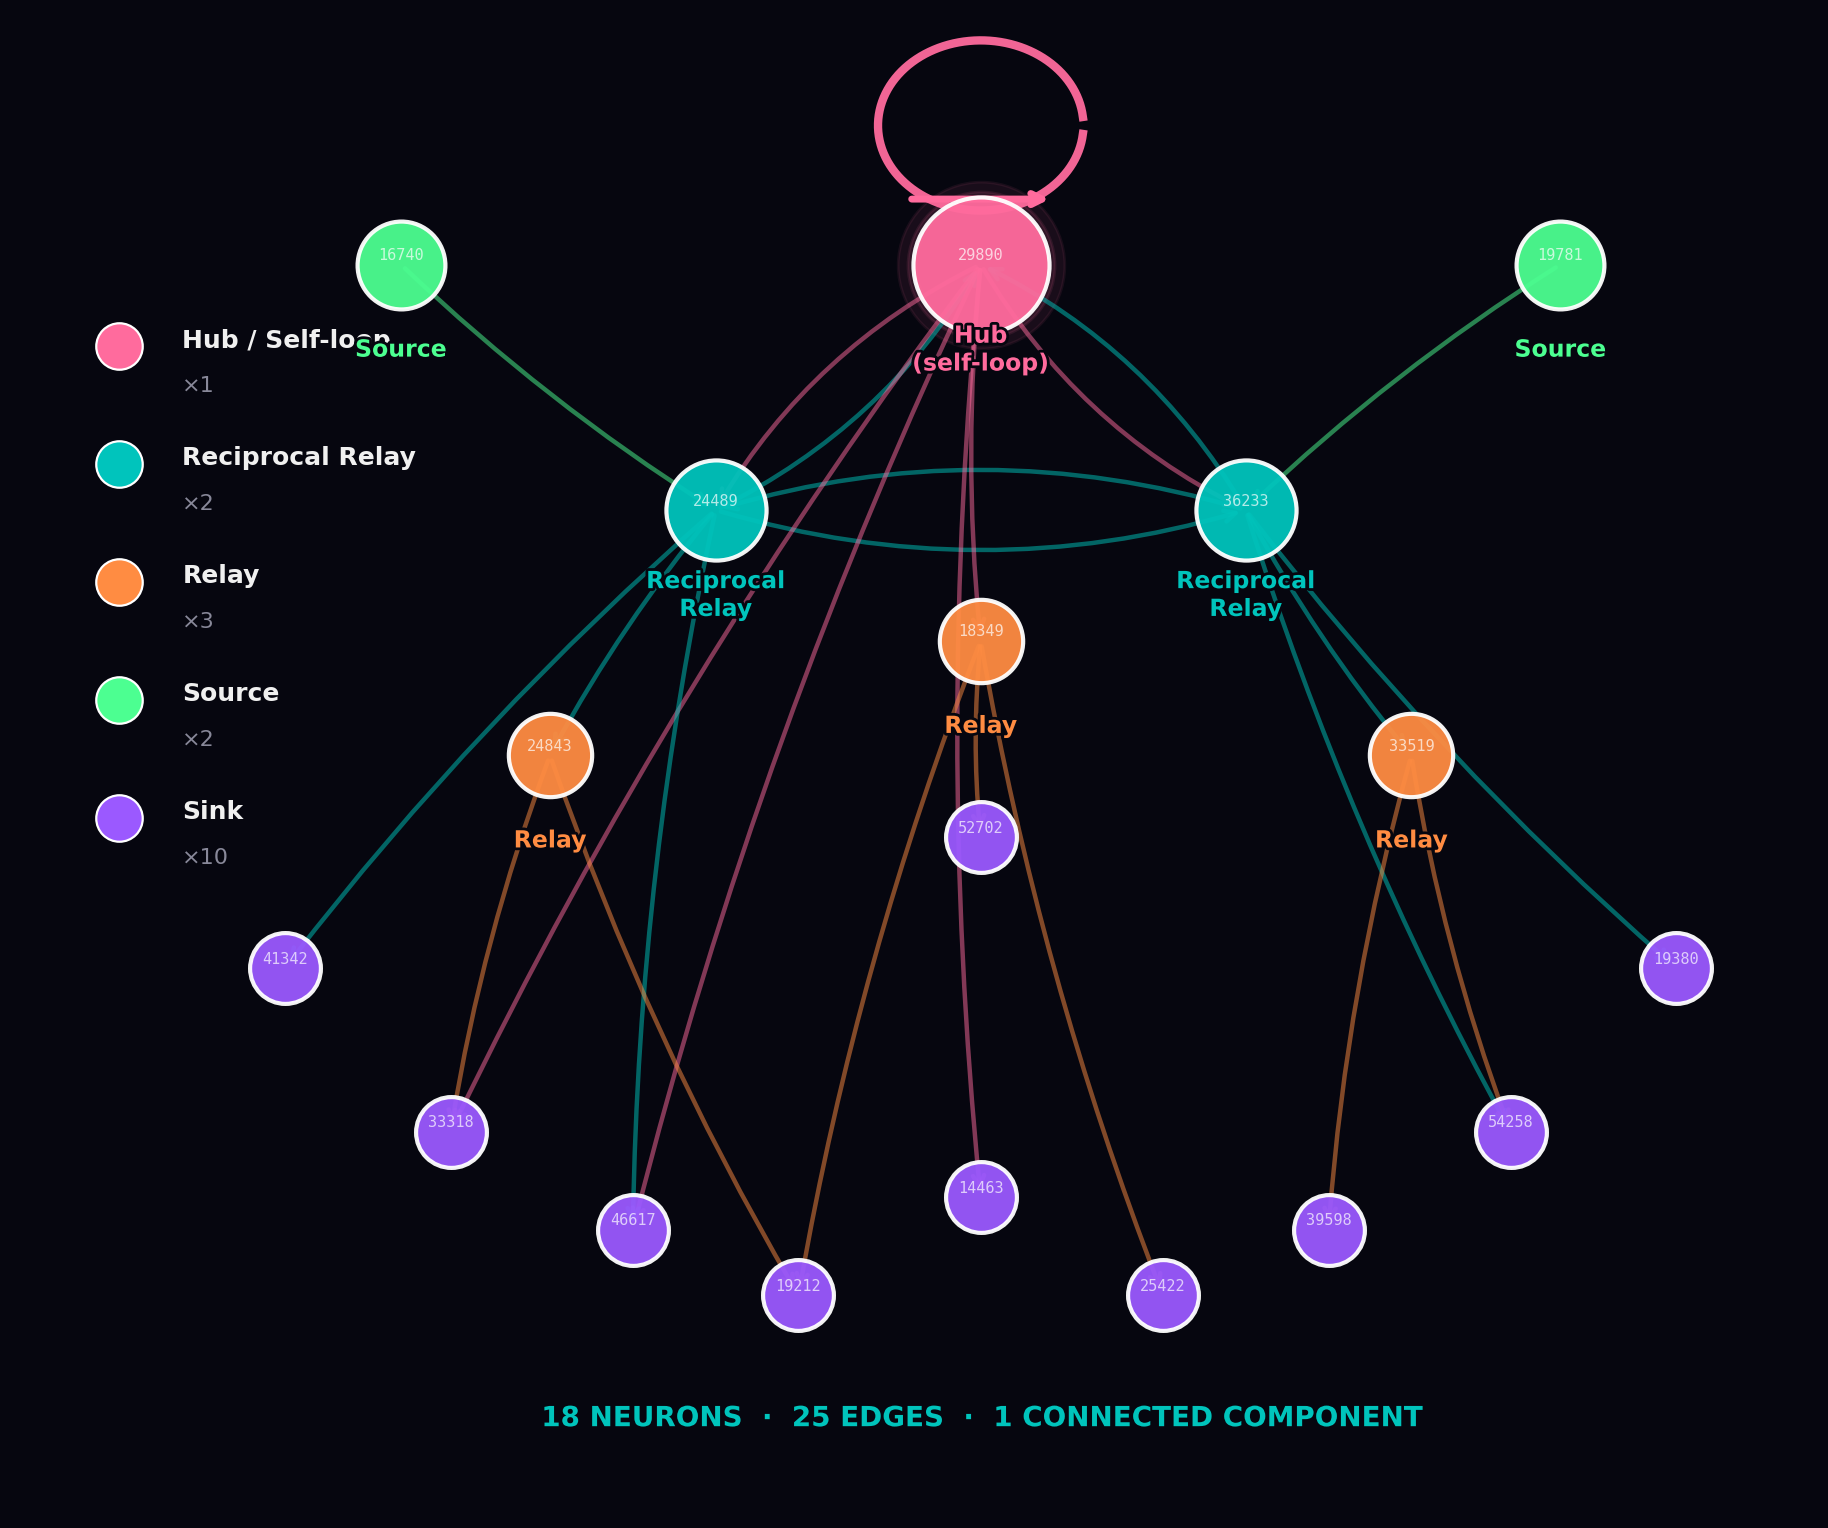 16740
29890
19781
Hub / Self-loop
×1
Source
Hub
(self-loop)
Source
Reciprocal Relay
×2
24489
36233
Relay
×3
Reciprocal
Relay
Reciprocal
Relay
18349
Source
×2
Relay
24843
33519
Sink
×10
Relay
52702
Relay
41342
19380
33318
54258
46617
14463
39598
19212
25422
18 NEURONS · 25 EDGES · 1 CONNECTED COMPONENT